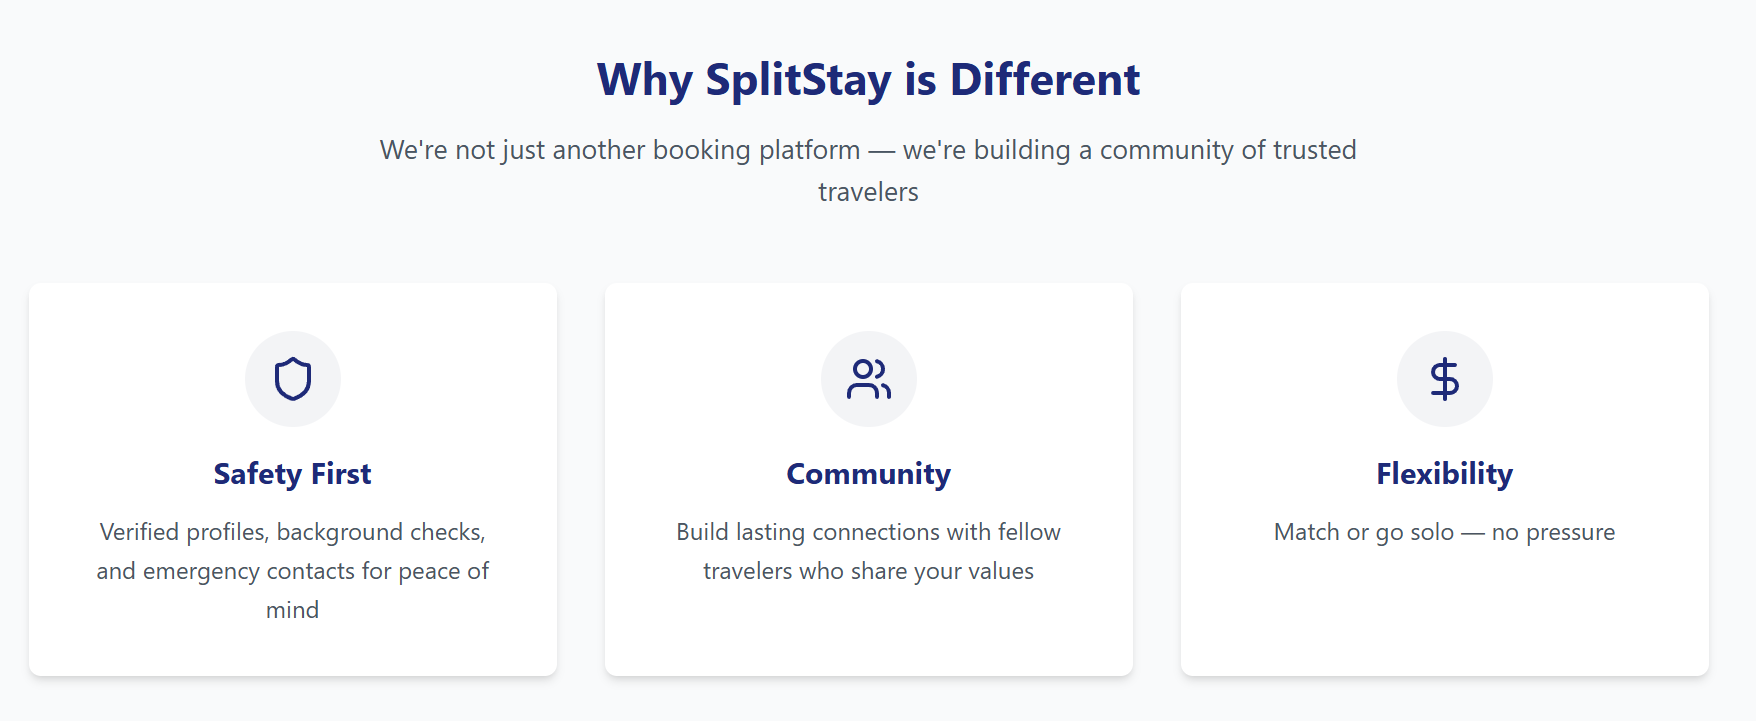 Why SplitStay is Different
We're not just another booking platform — we're building a community of trusted
travelers
Safety First
Verified profiles, background checks,
and emergency contacts for peace of
mind
Community
Build lasting connections with fellow
travelers who share your values
Flexibility
Match or go solo — no pressure